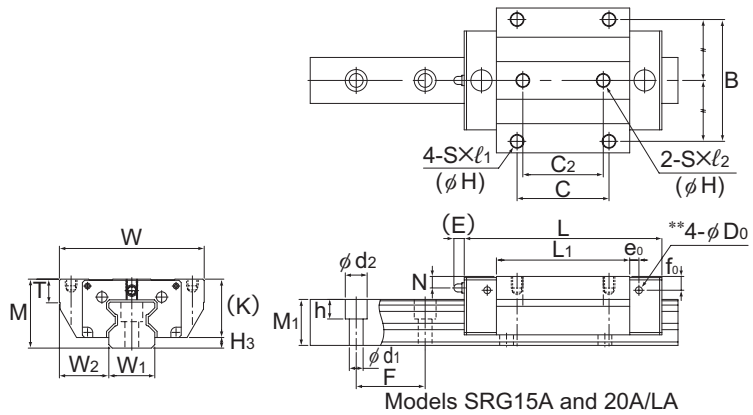 B
4-S×ℓ1
(φH)
C2
C
2-S×ℓ2
(φH)
(E)
L
L1
e0
**4-φD0
f0
W
φd2
N
T
M
(K)
M1
h
H3
W2
W1
φd1
F
Models SRG15A and 20A/LA